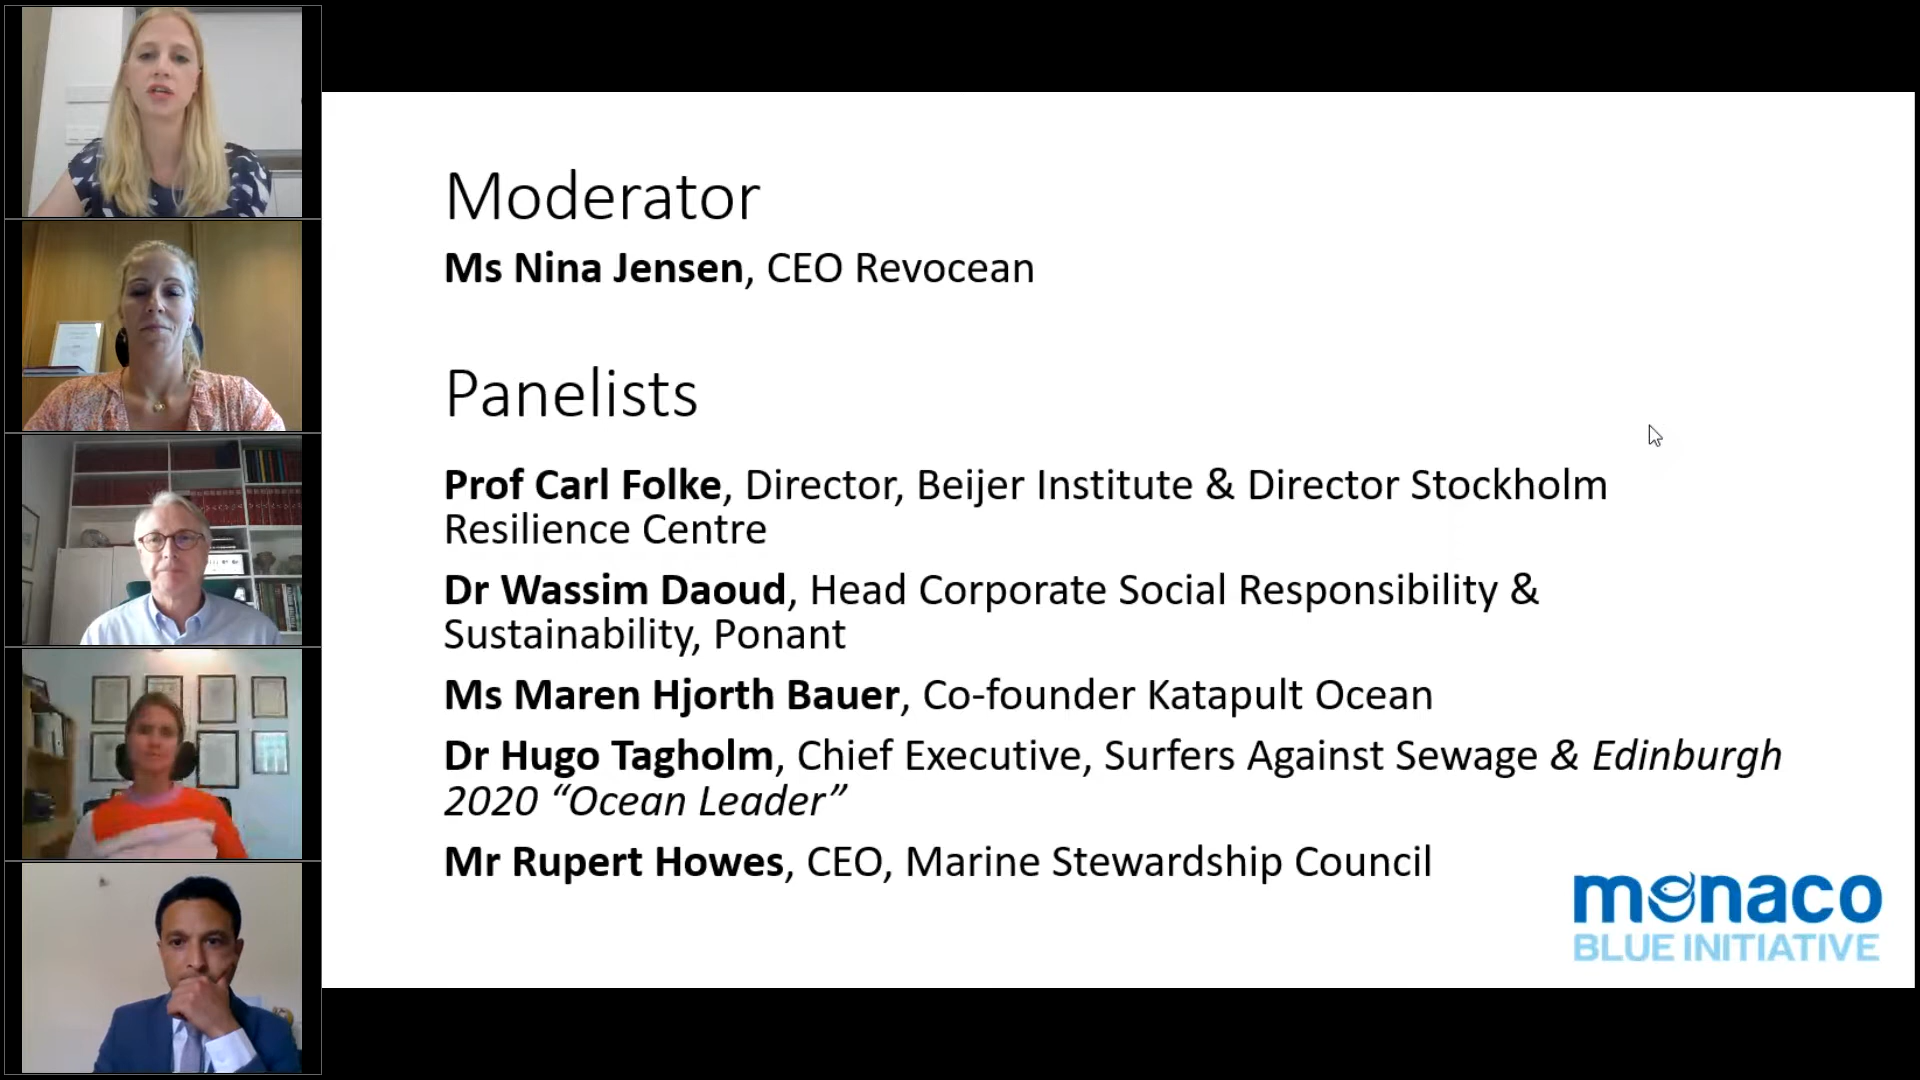 Moderator
Ms Nina Jensen, CEO Revocean
Panelists
Prof Carl Folke, Director, Beijer Institute & Director Stockholm
Resilience Centre
Dr Wassim Daoud, Head Corporate Social Responsibility &
Sustainability, Ponant
Ms Maren Hjorth Bauer, Co-founder Katapult Ocean
Dr Hugo Tagholm, Chief Executive, Surfers Against Sewage & Edinburgh
2020 “Ocean Leader”
Mr Rupert Howes, CEO, Marine Stewardship Council
monaco
BLUE INITIATIVE